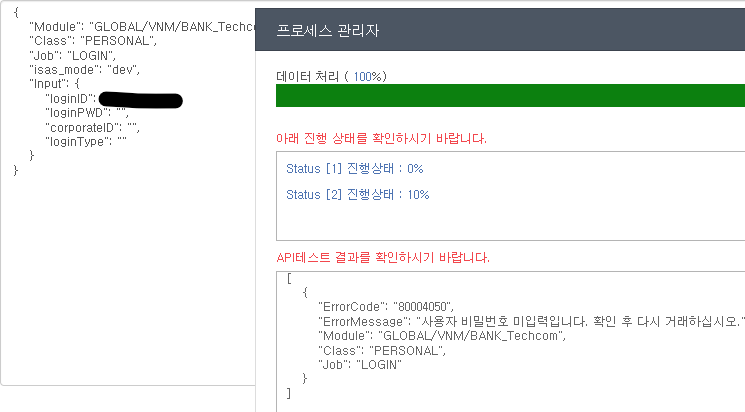 {
"Module": "GLOBAL/VNM/BANK_Techcom
"Class": "PERSONAL",
"Job": "LOGIN",
"isas_mode": "dev",
"Input": {
"loginID":
"loginPWD": "",
"corporateID": "",
"loginType": ""
}
}
프로세스 관리자
데이터 처리 ( 100%)
아래 진행 상태를 확인하시기 바랍니다.
Status [1] 진행상태 : 0%
Status [2] 진행상태 : 10%
API테스트 결과를 확인하시기 바랍니다.
[
{
"ErrorCode": "80004050",
"ErrorMessage": "사용자 비밀번호 미입력입니다. 확인 후 다시 거래하십시오."
"Module": "GLOBAL/VNM/BANK_Techcom",
"Class": "PERSONAL",
"Job": "LOGIN"
}
]